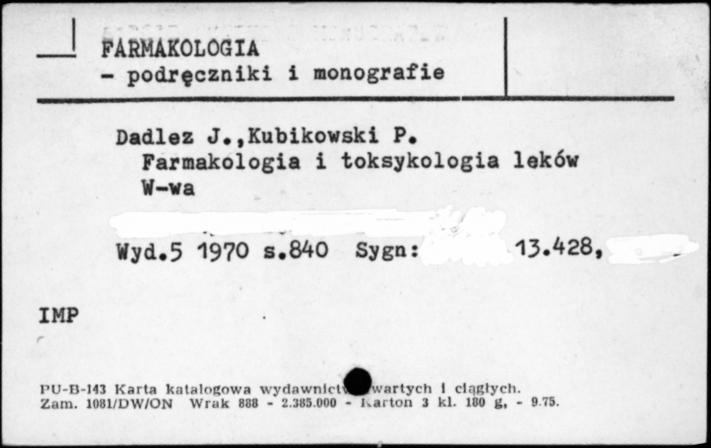 FARMAKOLOGIA
- podręczniki i monografie
Dadlez J.,Kubikowski P.
Farmakologia i toksykologia leków
W-wa
Wyd.5 1970 s.840 Sygn: 13.428,
IMP
PU-B-143 Karta katalogowa wydawnictw zwartych i ciągłych.
Zam. 1081/DW/ON Wrak 888 - 2.385.000 - Karton 3 kl. 180 g, - 9.75.